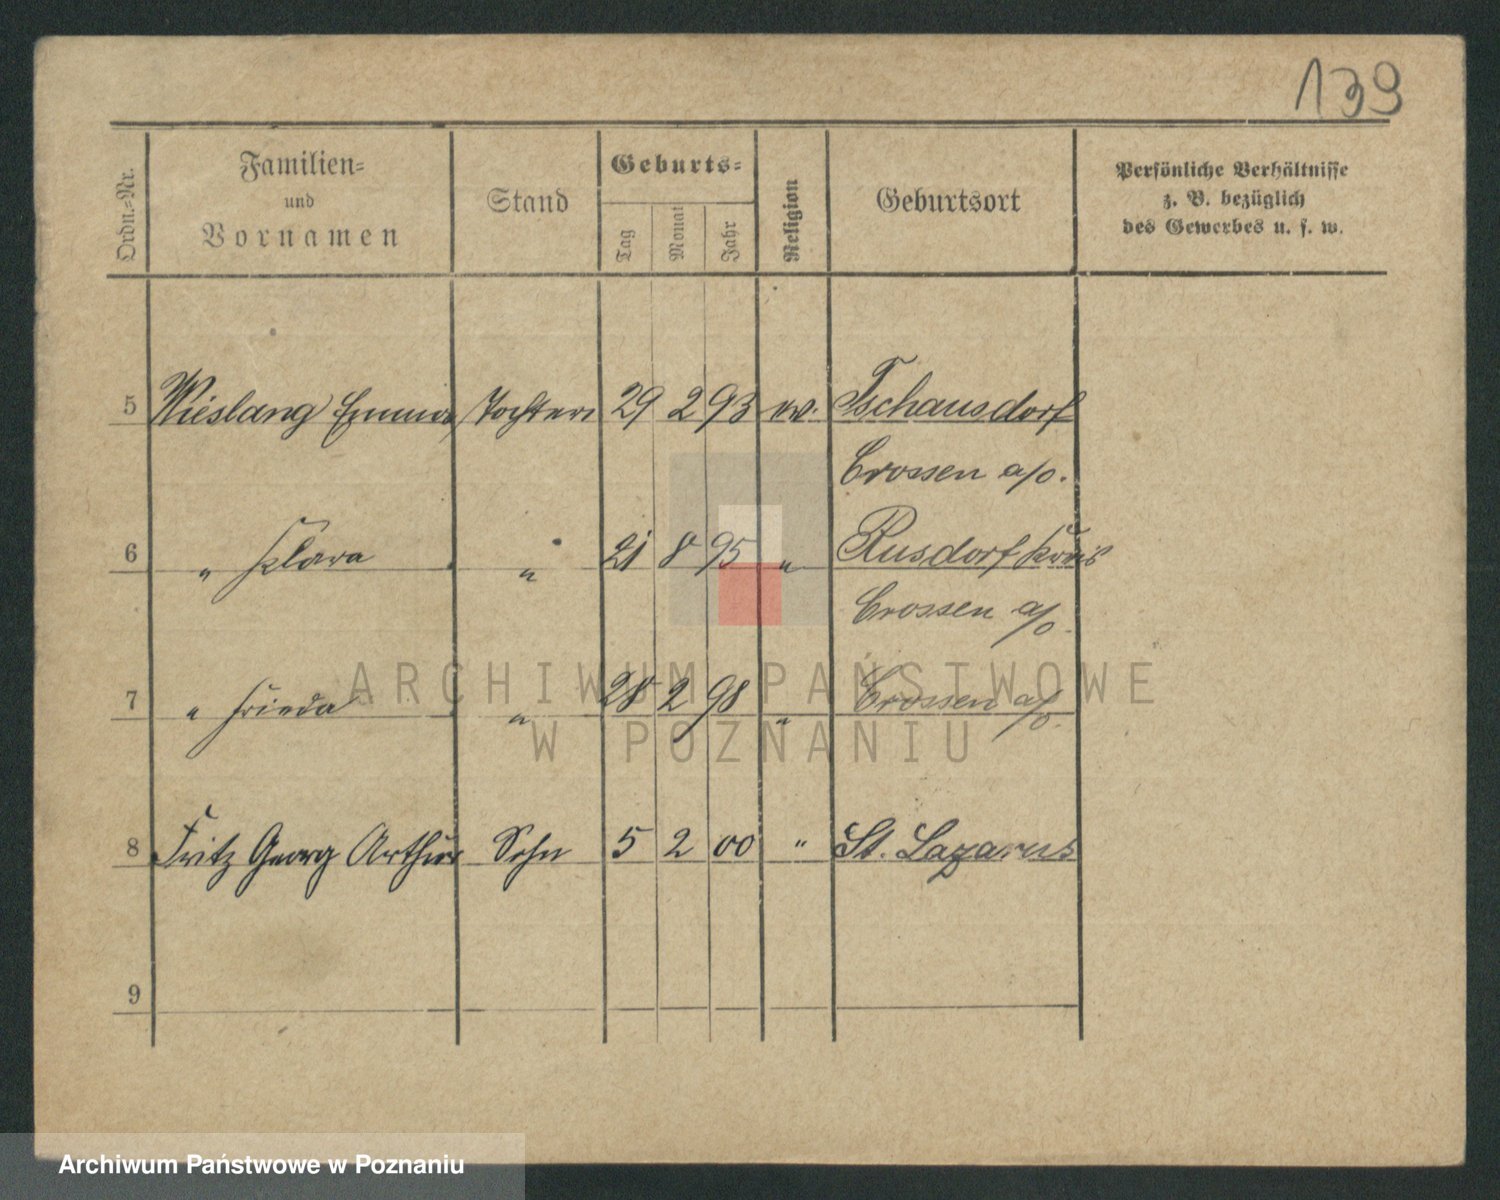 139
Ordn.-Nr. Familien- und Vornamen Stand Geburts- Tag Monat Jahr Religion Geburtsort Persönliche Verhältnisse z. B. bezüglich des Gewerbes u. s. w.
5 Wieslang Emma Tochter 29 2 93 ev. Tschausdorf
Crossen a/o.
6 " Klara " 21 8 95 " Rusdorf Kreis
Crossen a/o.
7 " Frieda " 28 2 98 " Crossen a/o.
ARCHIWUM PAŃSTWOWE
W POZNANIU
8 Fritz Georg Arthur Sohn 5 2 00 " St. Lazarus
9
Archiwum Państwowe w Poznaniu